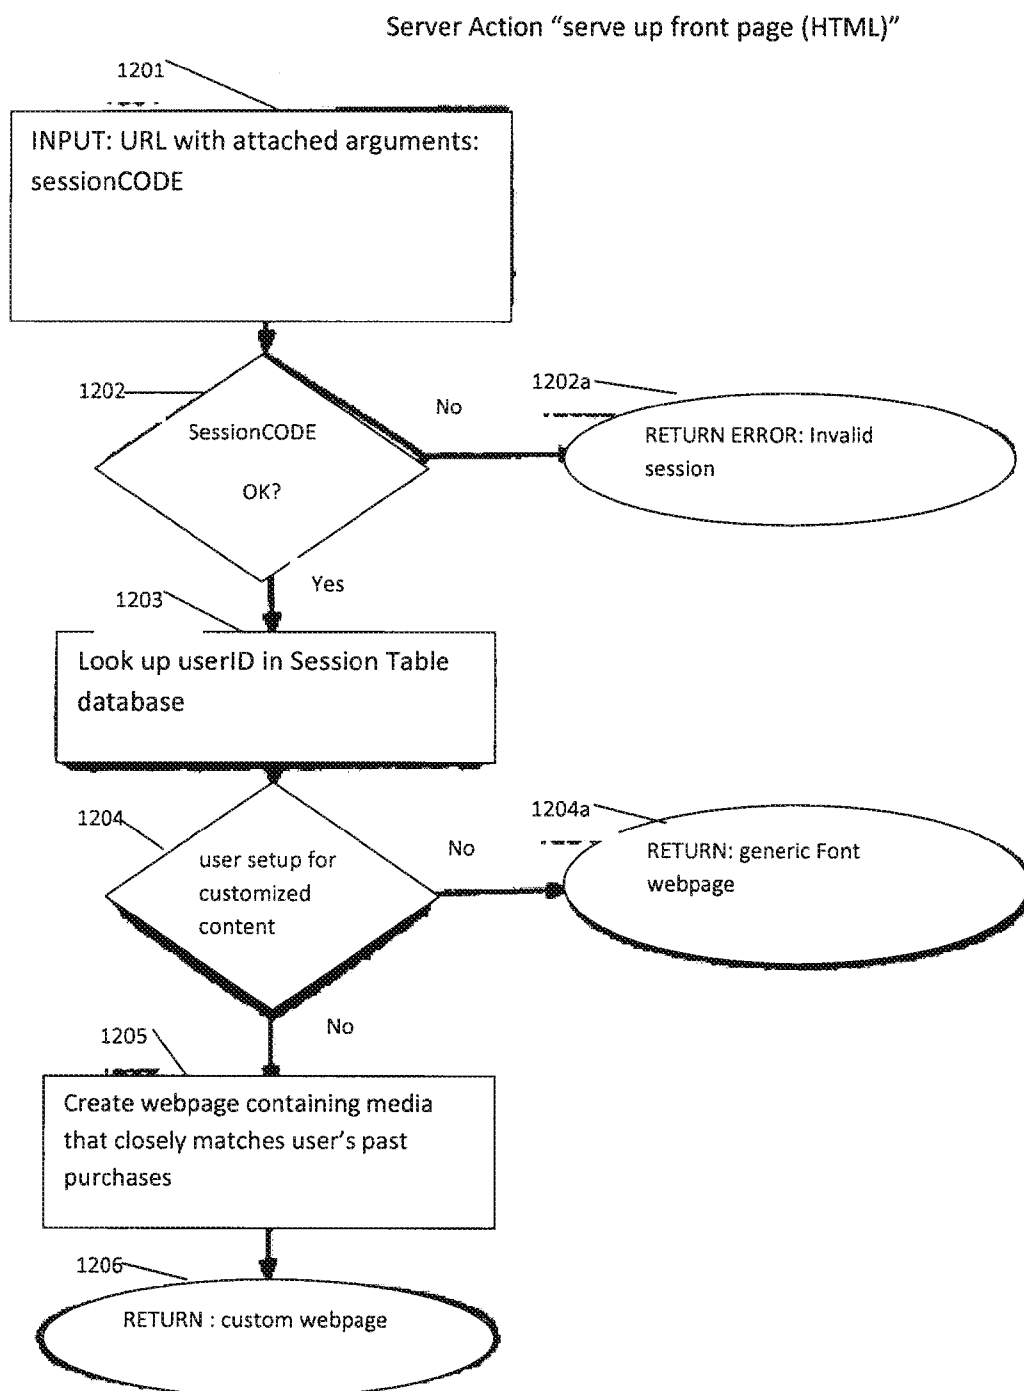 Server Action “serve up front page (HTML)”
1201
INPUT: URL with attached arguments:
sessionCODE
1202
SessionCODE
OK?
No
1202a
RETURN ERROR: Invalid
session
Yes
1203
Look up userID in Session Table
database
1204
user setup for
customized
content
No
1204a
RETURN: generic Font
webpage
No
1205
Create webpage containing media
that closely matches user’s past
purchases
1206
RETURN : custom webpage